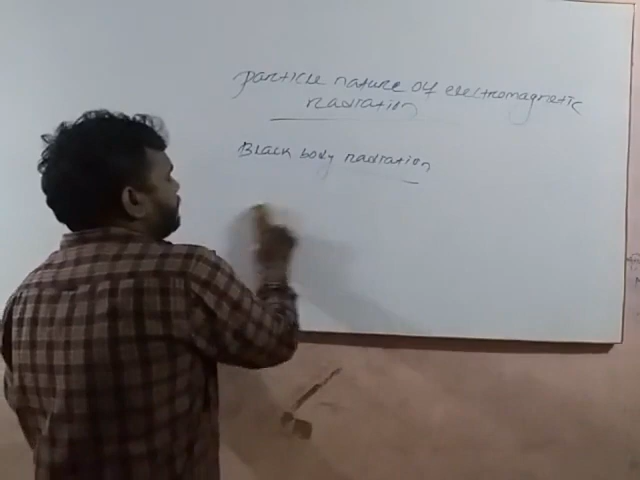 particle nature of electromagnetic
radiation
Black body radiation